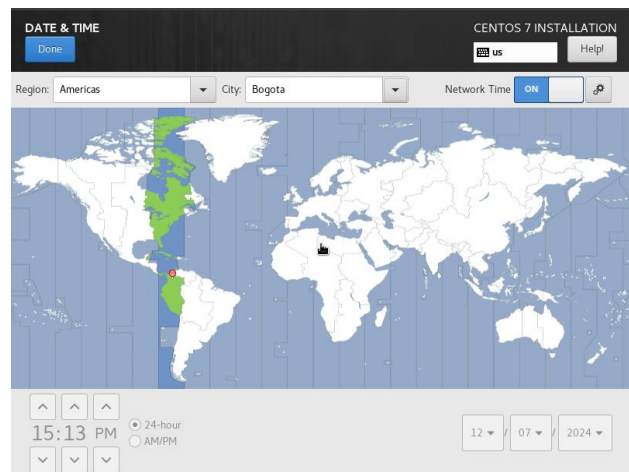 DATE & TIME
CENTOS 7 INSTALLATION
Done
us
Help!
Region: Americas City: Bogota Network Time ON
15:13 PM
24-hour
AM/PM
12 / 07 / 2024